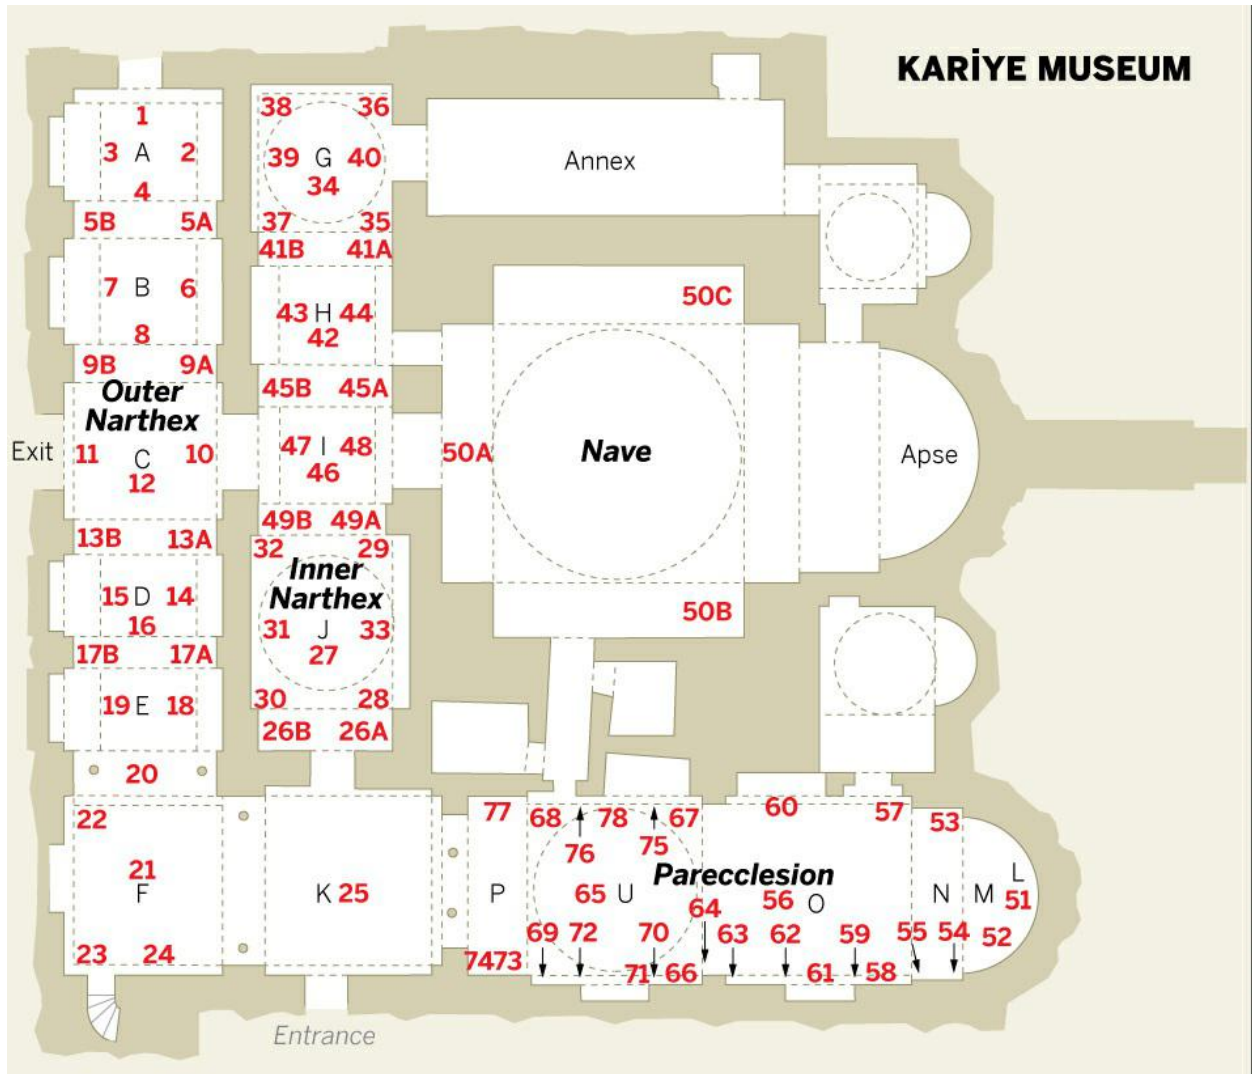 KARİYE MUSEUM
38 36
1
3 A 2
39 G 40
Annex
4
34
5B 5A
37 35
41B 41A
7 B 6
50C
43 H 44
8
42
9B 9A
Outer
Narthex
45B 45A
Exit
11 C 10
47 I 48
50A
Nave
Apse
12
46
49B 49A
13B 13A
32 29
Inner
Narthex
15 D 14
16
31 J 33
50B
17B 17A
27
19 E 18
30 28
26B 26A
20
22
77
68 78 67
60
57
53
76 75
21
Parecclesion
F
K 25
P
65 U
64
56 O
N M L
51
69 72 70
63 62 59
55 54
52
23 24
7473
71 66
61 58
Entrance